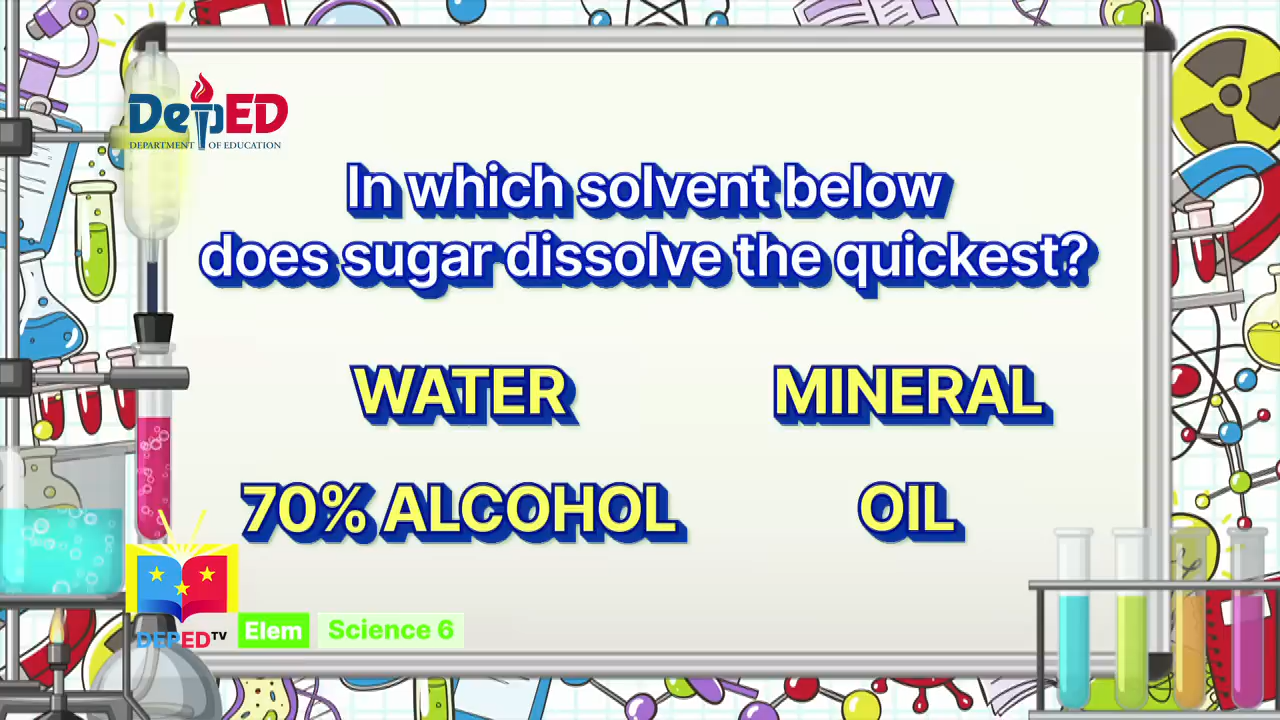 DepED
DEPARTMENT OF EDUCATION
In which solvent below
does sugar dissolve the quickest?
WATER
MINERAL
70% ALCOHOL
OIL
DEPED TV
Elem
Science 6